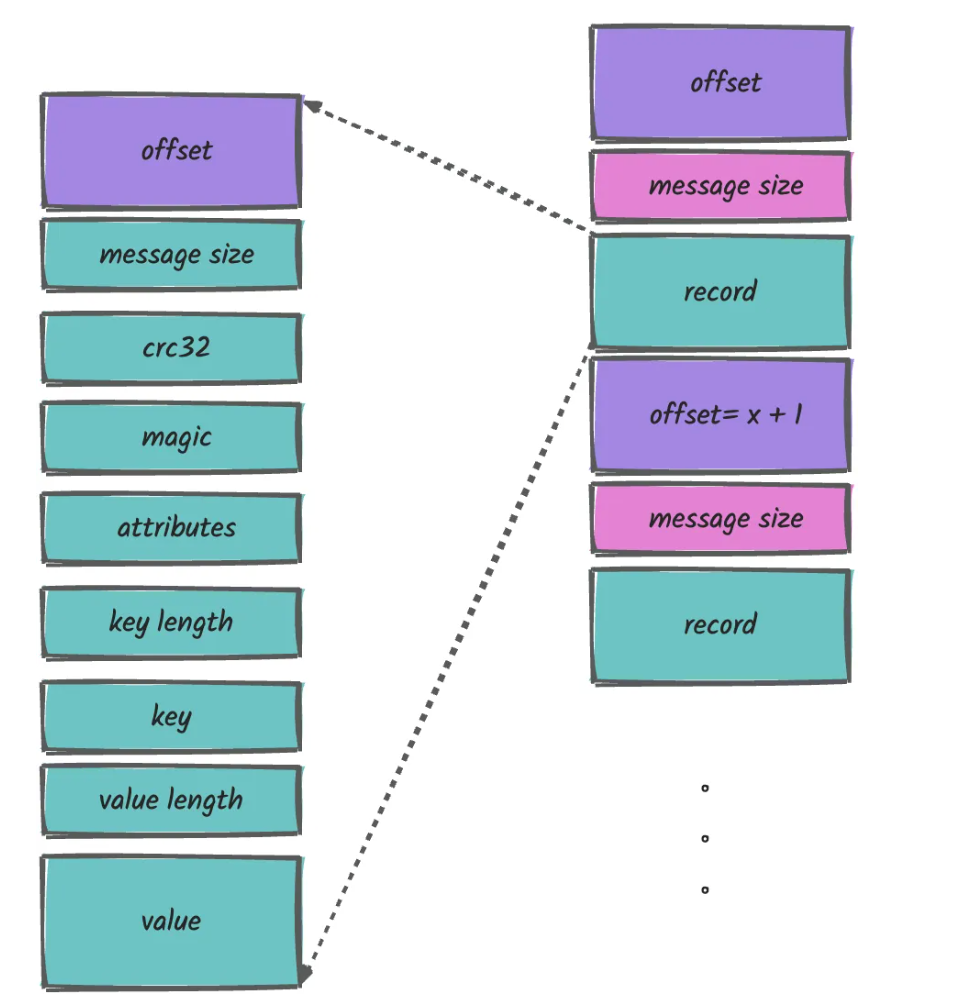 offset
message size
crc32
magic
attributes
key length
key
value length
value
offset
message size
record
offset= x + 1
message size
record